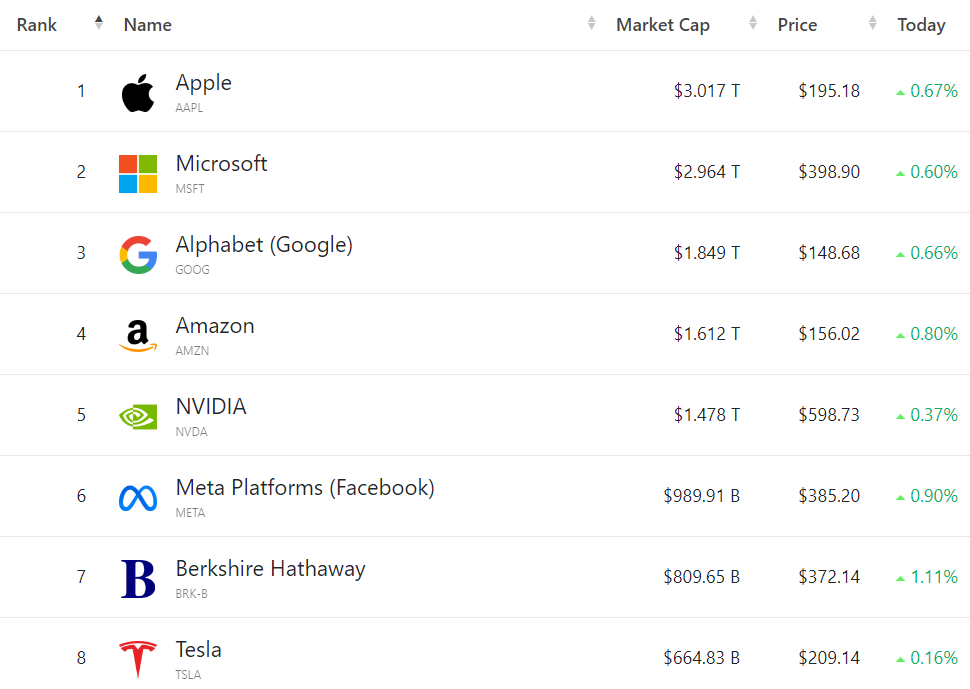 Rank Name Market Cap Price Today
1 Apple $3.017 T $195.18 0.67%
AAPL
2 Microsoft $2.964 T $398.90 0.60%
MSFT
3 Alphabet (Google) $1.849 T $148.68 0.66%
GOOG
4 Amazon $1.612 T $156.02 0.80%
AMZN
5 NVIDIA $1.478 T $598.73 0.37%
NVDA
6 Meta Platforms (Facebook) $989.91 B $385.20 0.90%
META
7 Berkshire Hathaway $809.65 B $372.14 1.11%
BRK-B
8 Tesla $664.83 B $209.14 0.16%
TSLA